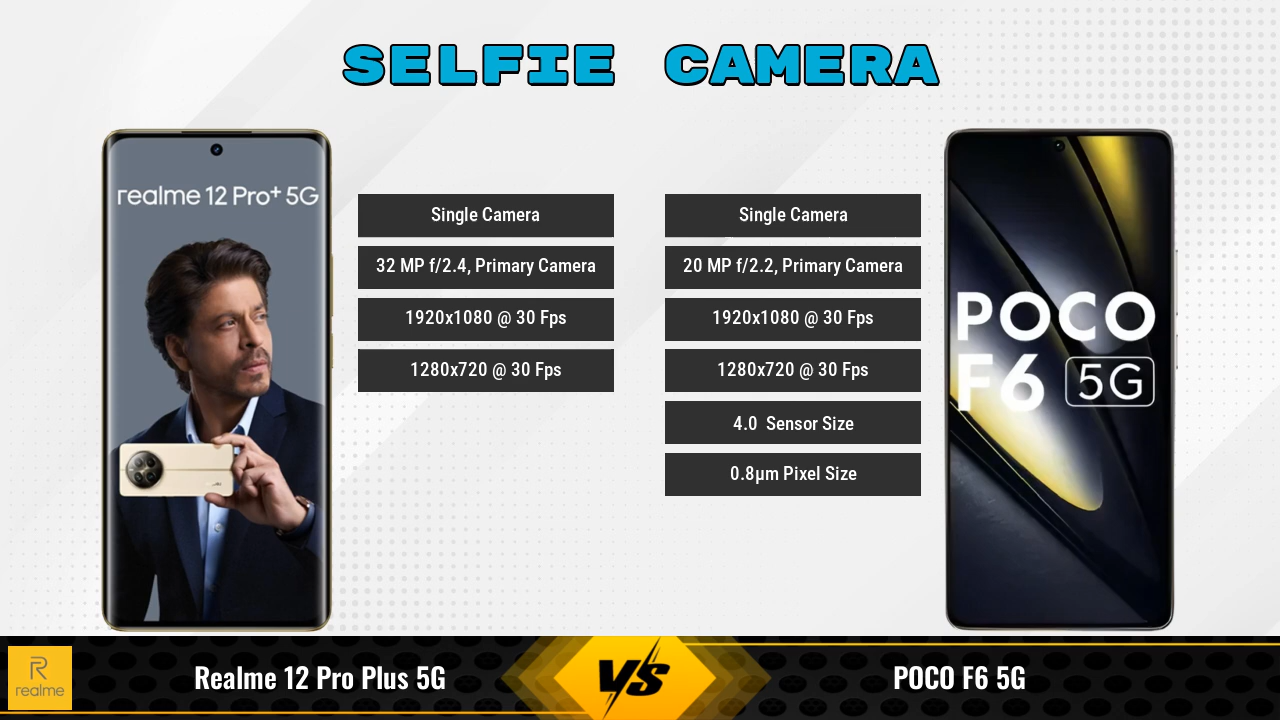 SELFIE CAMERA
realme 12 Pro+ 5G
Single Camera
32 MP f/2.4, Primary Camera
1920x1080 @ 30 Fps
1280x720 @ 30 Fps
Single Camera
20 MP f/2.2, Primary Camera
1920x1080 @ 30 Fps
1280x720 @ 30 Fps
4.0 Sensor Size
0.8µm Pixel Size
POCO
F6 5G
realme
Realme 12 Pro Plus 5G
VS
POCO F6 5G